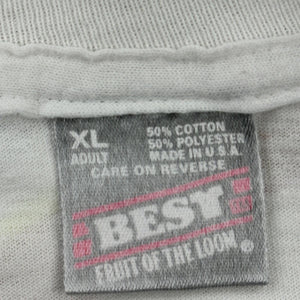 XL
ADULT
50% COTTON
50% POLYESTER
MADE IN U.S.A.
CARE ON REVERSE
BEST
FRUIT OF THE LOOM ®